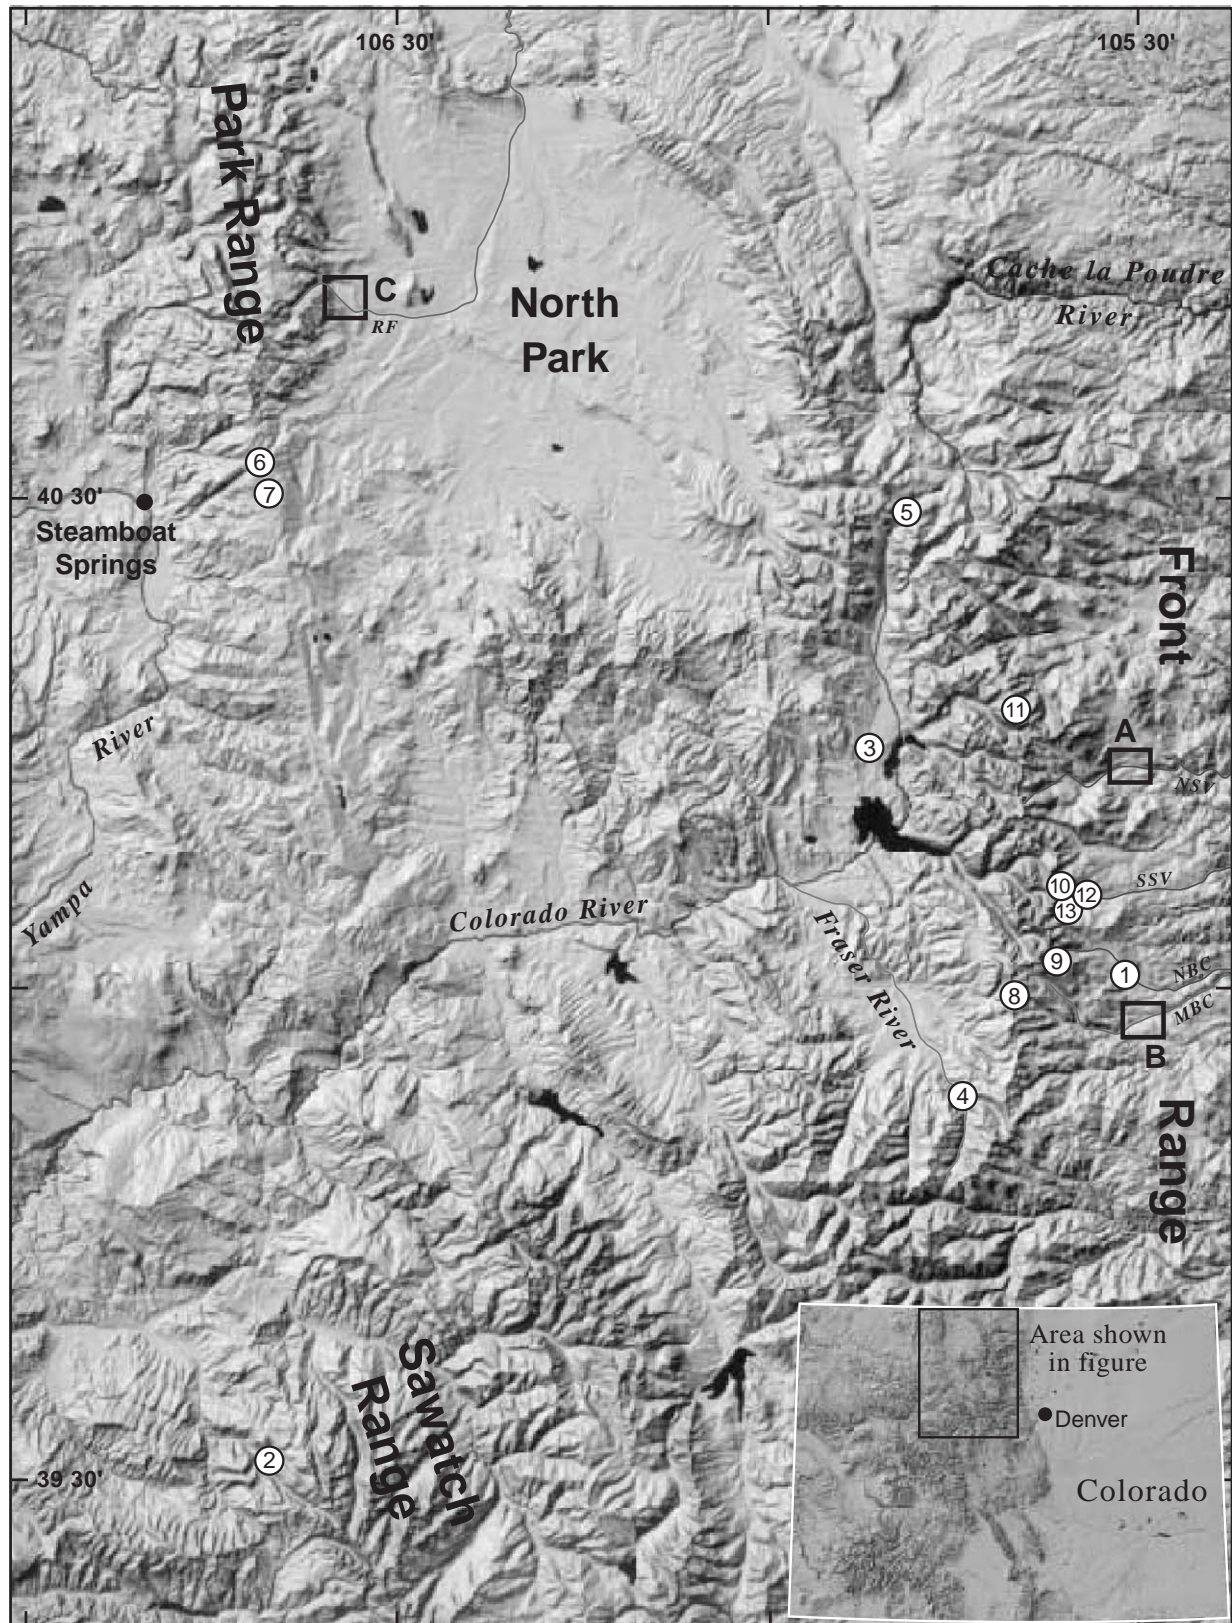 106 30'
105 30'
Park Range
Cache la Poudre
River
C
RF
North
Park
6
7
40 30'
Steamboat
Springs
5
Front
11
A
3
NSV
River
Yampa
10
12
SSV
13
Colorado River
Fraser River
9
1
NBC
8
MBC
B
4
Range
Area shown
in figure
Denver
Colorado
Sawatch
Range
2
39 30'